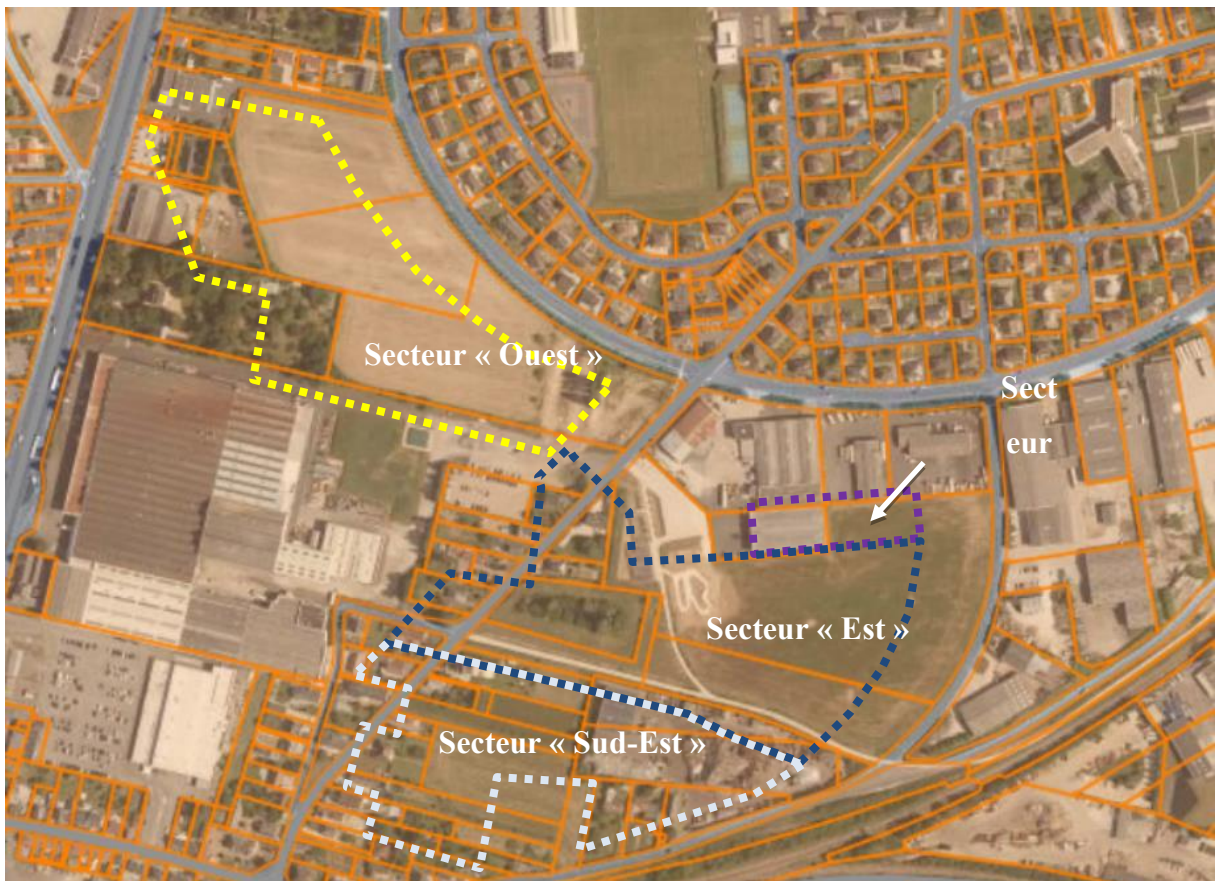 Secteur « Ouest »
Sect
eur
Secteur « Est »
Secteur « Sud-Est »